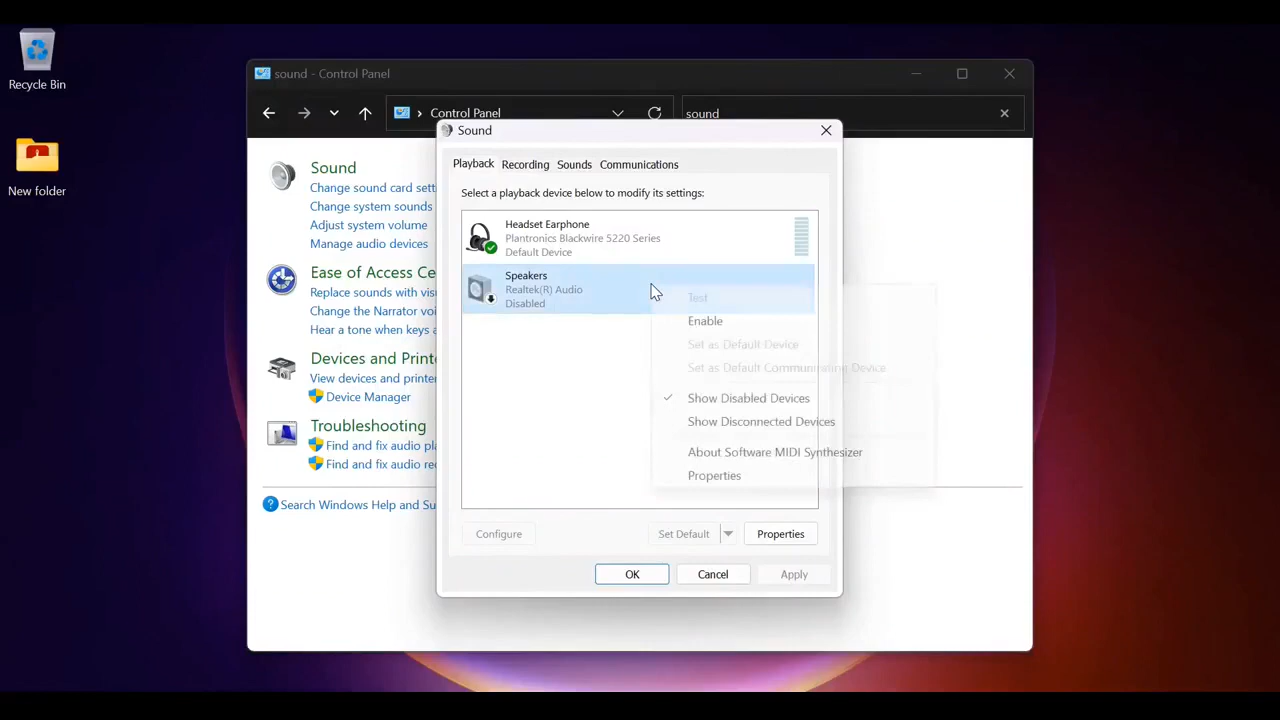 Recycle Bin
New folder
sound - Control Panel
Control Panel
sound
Sound
Change sound card sett
Change system sounds
Adjust system volume
Manage audio devices
Ease of Access Ce
Replace sounds with visu
Change the Narrator voi
Hear a tone when keys a
Devices and Printe
View devices and printer
Device Manager
Troubleshooting
Find and fix audio pla
Find and fix audio rec
Search Windows Help and Su
Sound
Playback Recording Sounds Communications
Select a playback device below to modify its settings:
Headset Earphone
Plantronics Blackwire 5220 Series
Default Device
Speakers
Realtek(R) Audio
Disabled
Test
Enable
Set as Default Device
Set as Default Communication Device
Show Disabled Devices
Show Disconnected Devices
About Software MIDI Synthesizer
Properties
Configure Set Default Properties
OK Cancel Apply